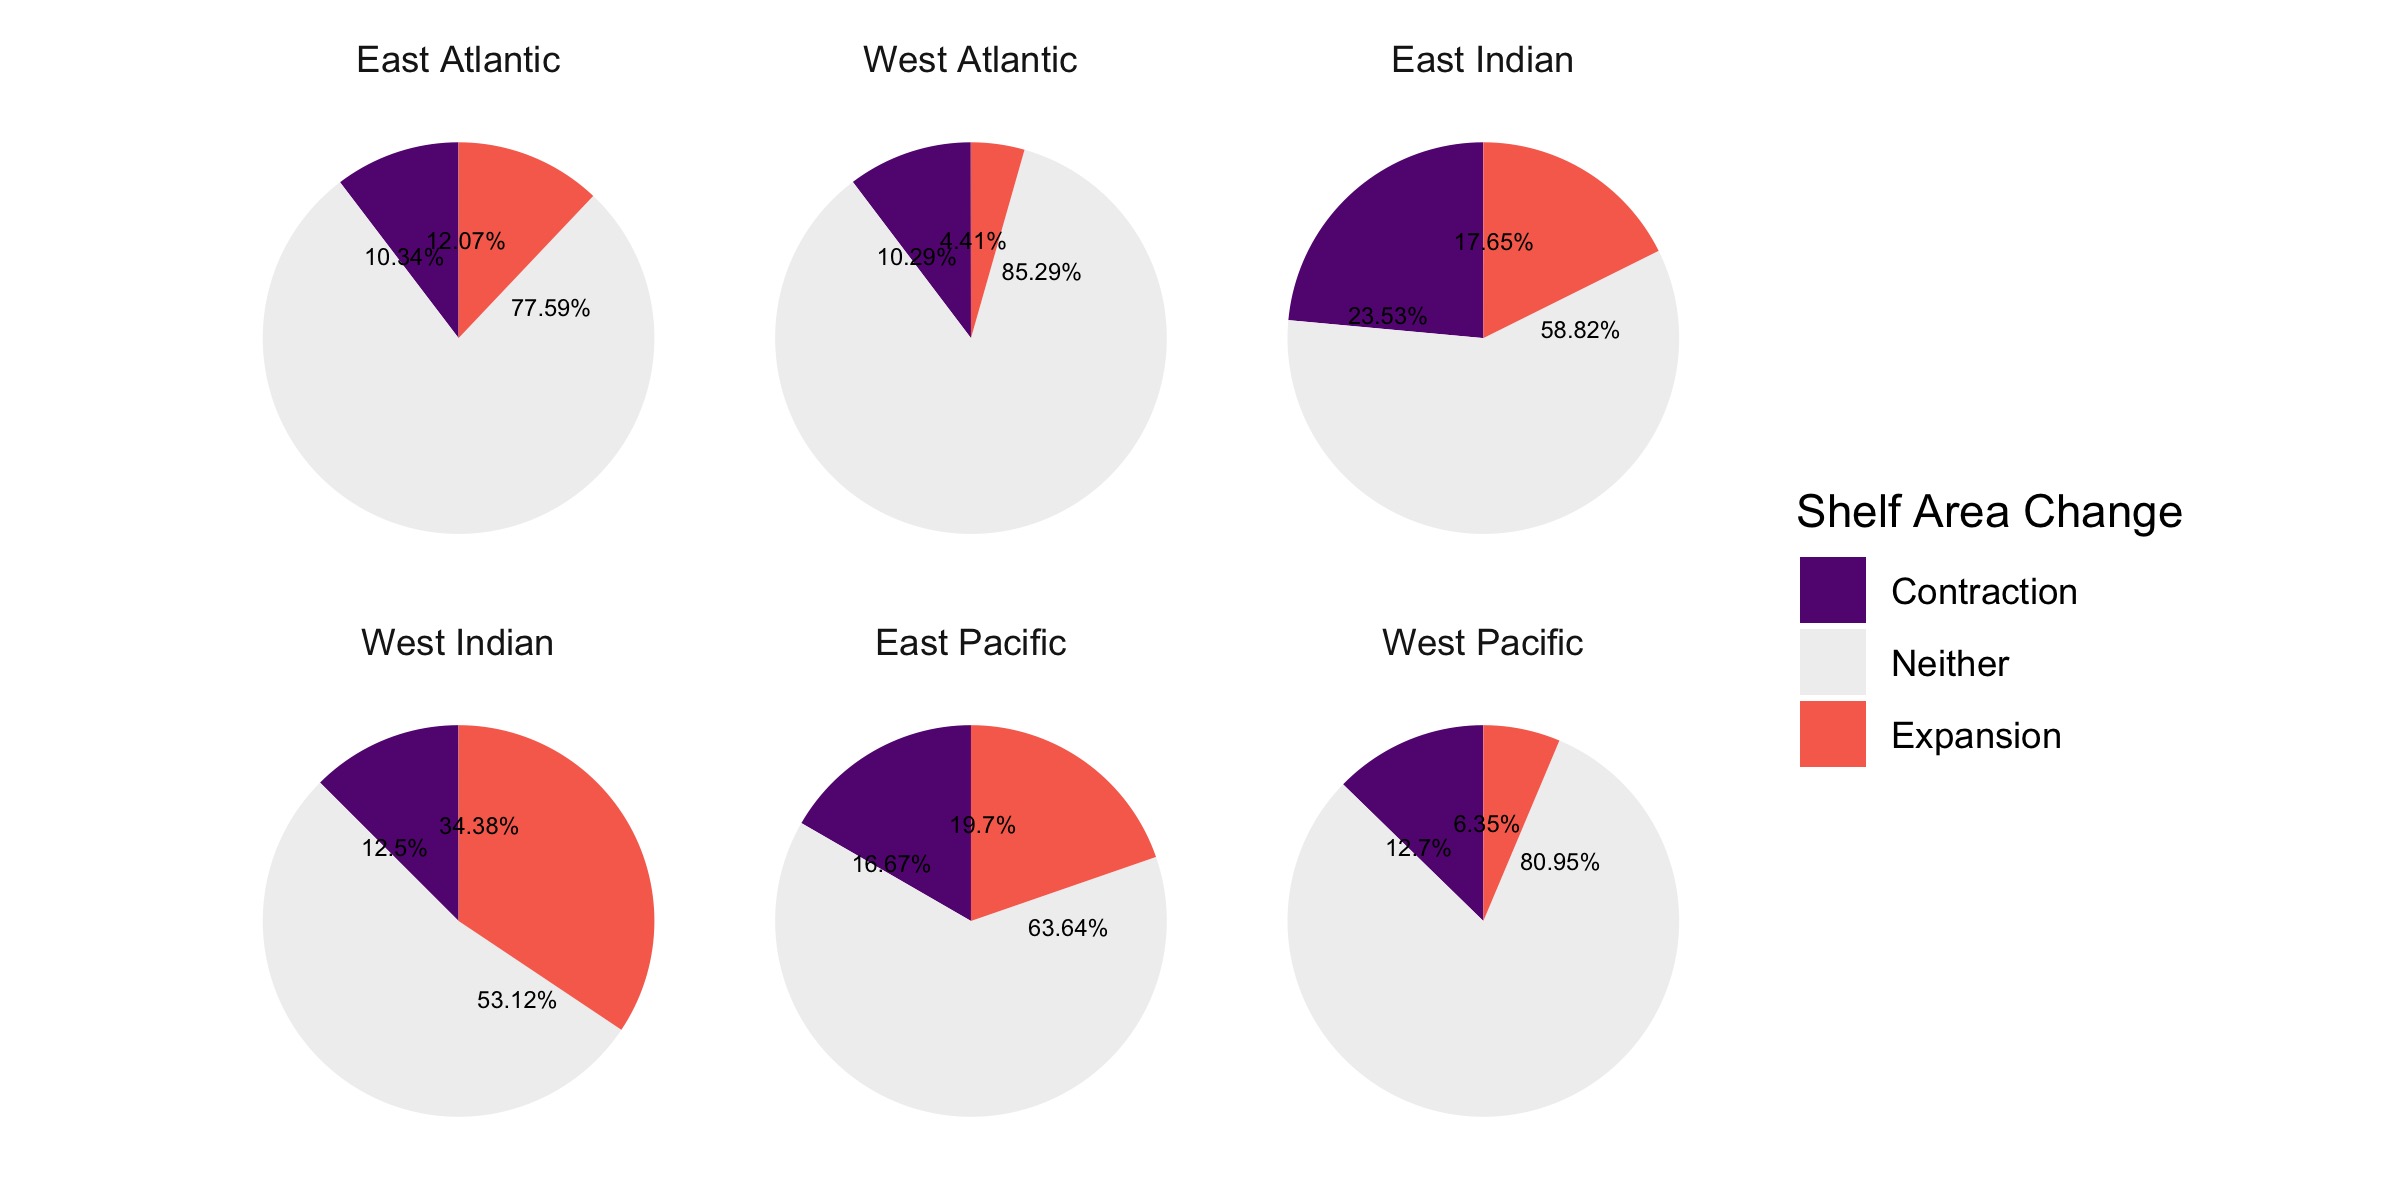 East Atlantic
West Atlantic
East Indian
12.07%
10.34%
77.59%
4.41%
10.29%
85.29%
17.65%
23.53%
58.82%
Shelf Area Change
Contraction
Neither
Expansion
West Indian
East Pacific
West Pacific
34.38%
12.5%
53.12%
19.7%
16.67%
63.64%
6.35%
12.7%
80.95%